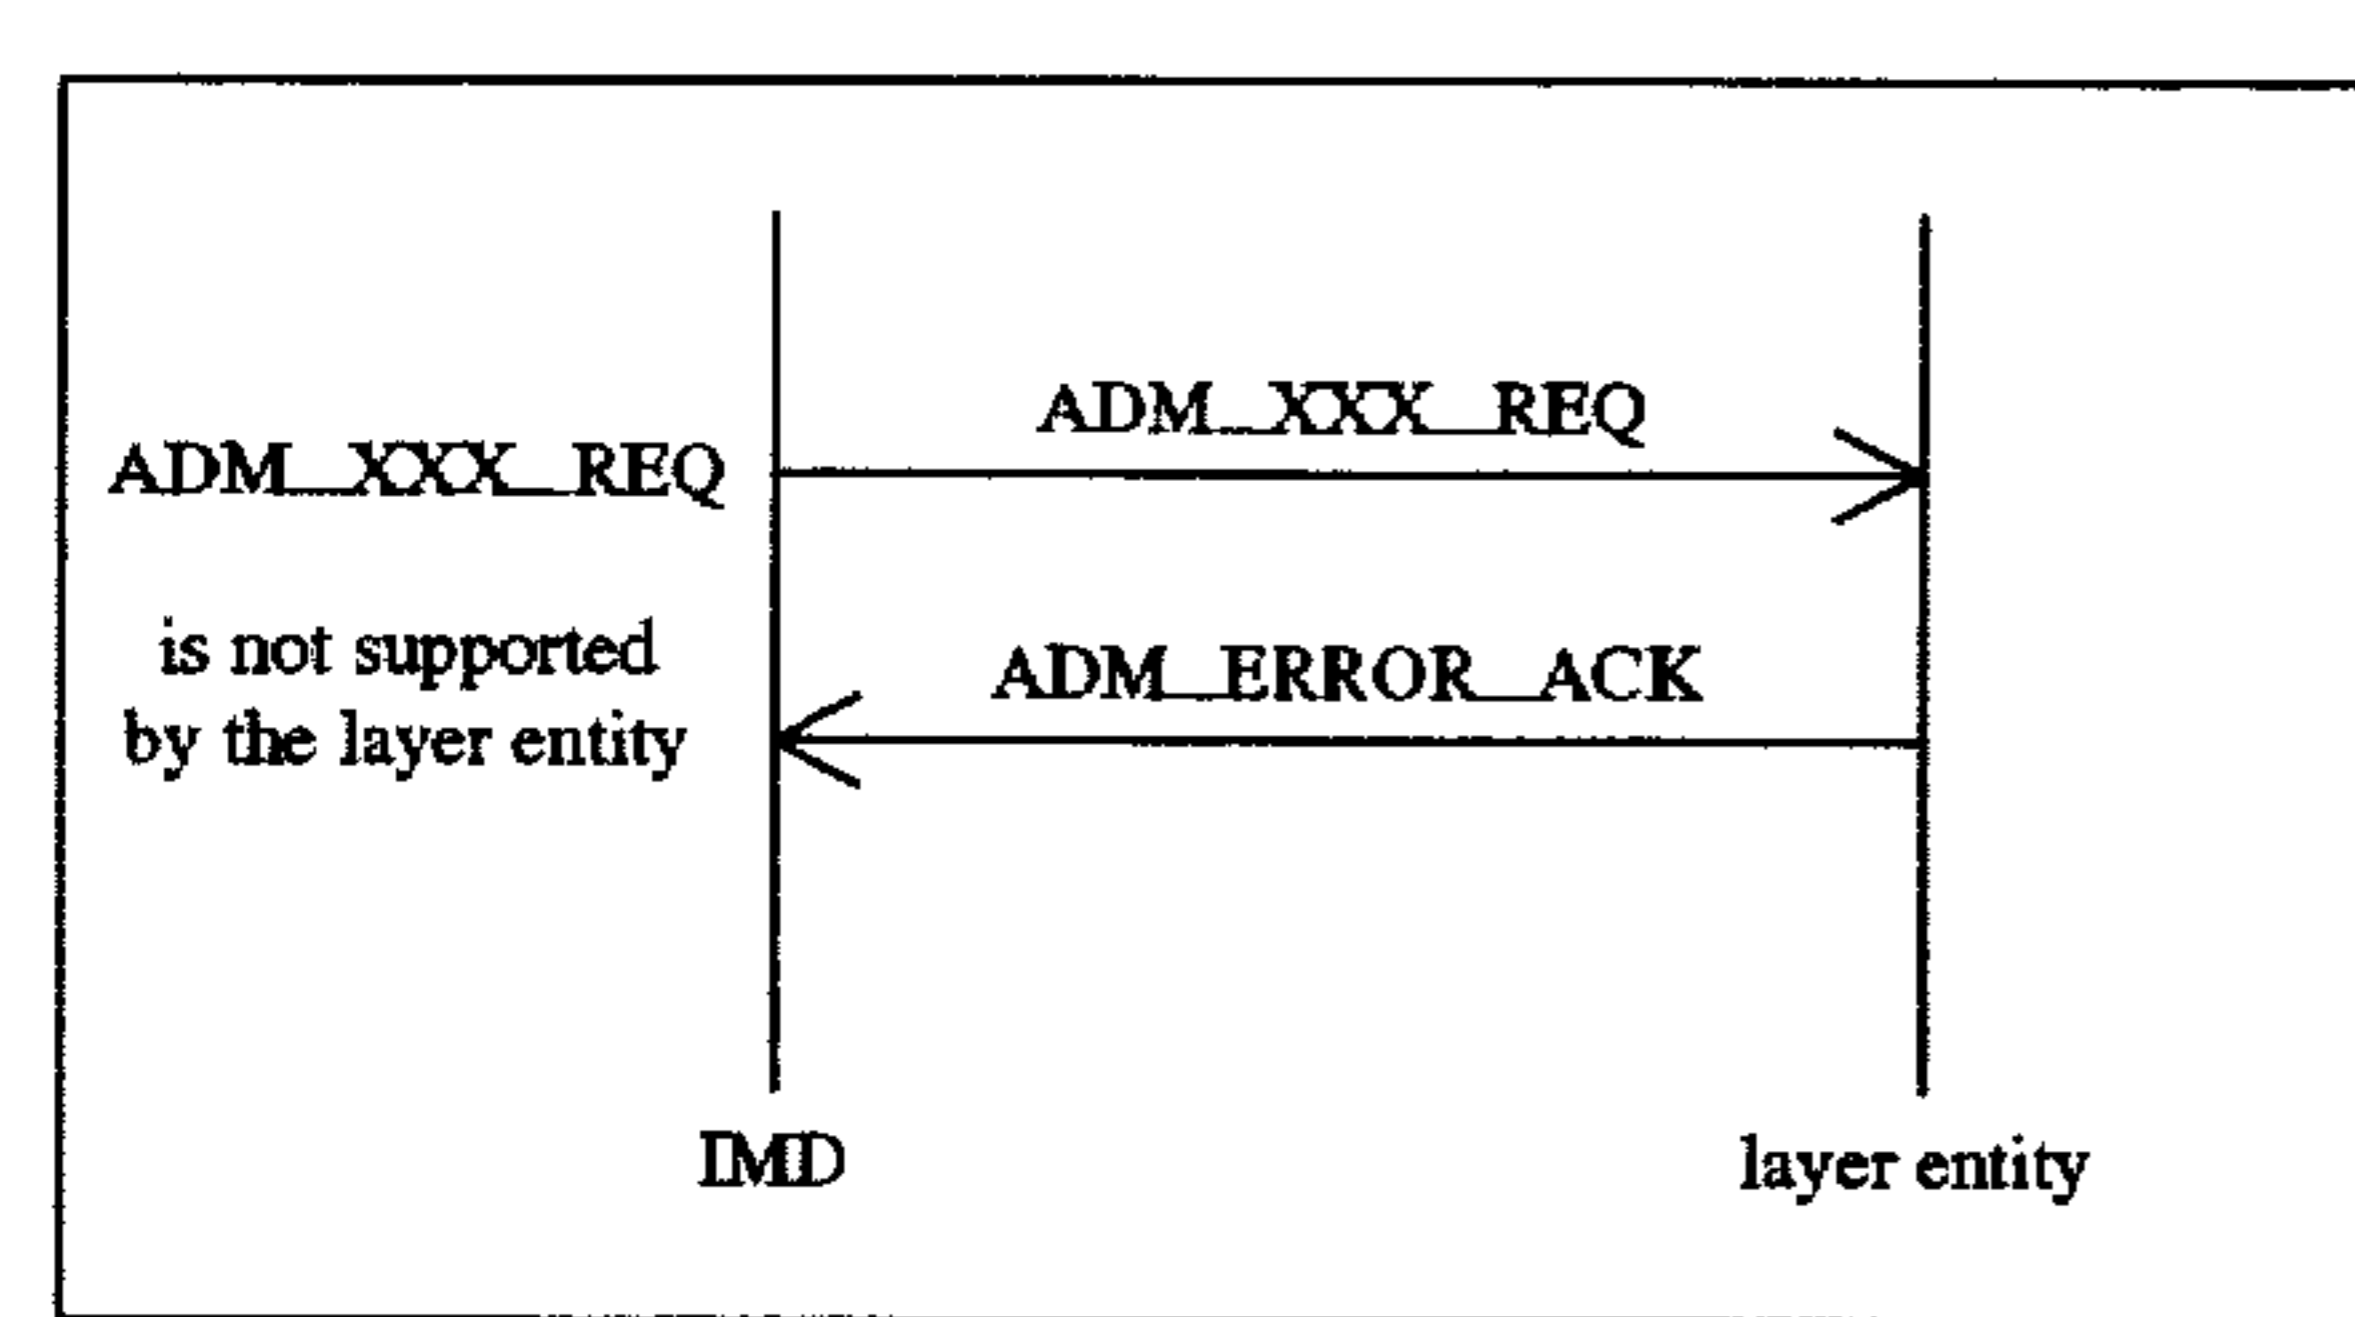 ADM_XXX_REQ
ADM_XXX_REQ
is not supported
by the layer entity
ADM_ERROR_ACK
IMD
layer entity